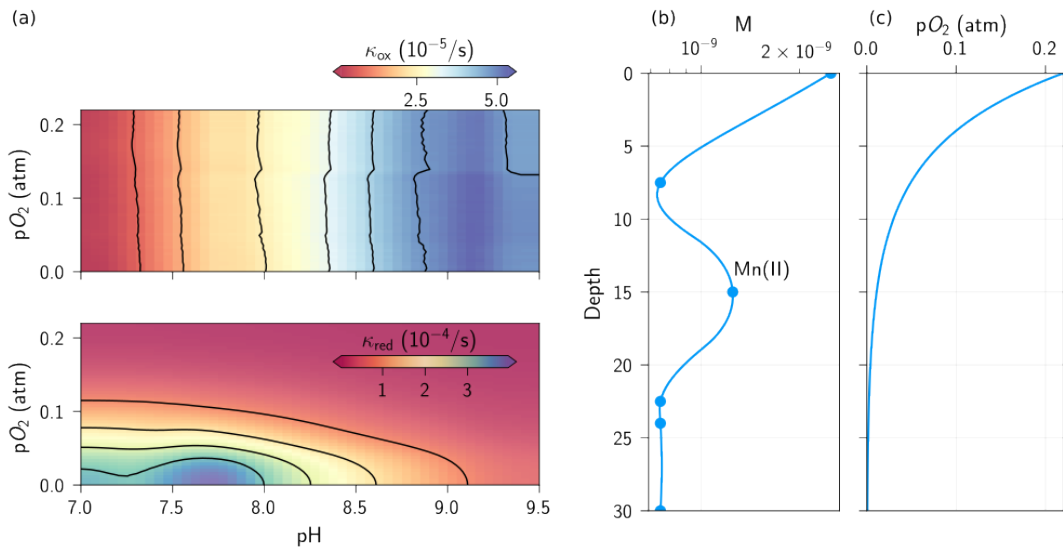 (a)
κ_ox (10⁻⁵/s)
2.5 5.0
pO₂ (atm)
0.2
0.1
0.0
κ_red (10⁻⁴/s)
1 2 3
pO₂ (atm)
0.2
0.1
0.0
7.0 7.5 8.0 8.5 9.0 9.5
pH
(b)
M
10⁻⁹ 2 × 10⁻⁹
Depth
0
5
10
15
20
25
30
Mn(II)
(c)
pO₂ (atm)
0.0 0.1 0.2